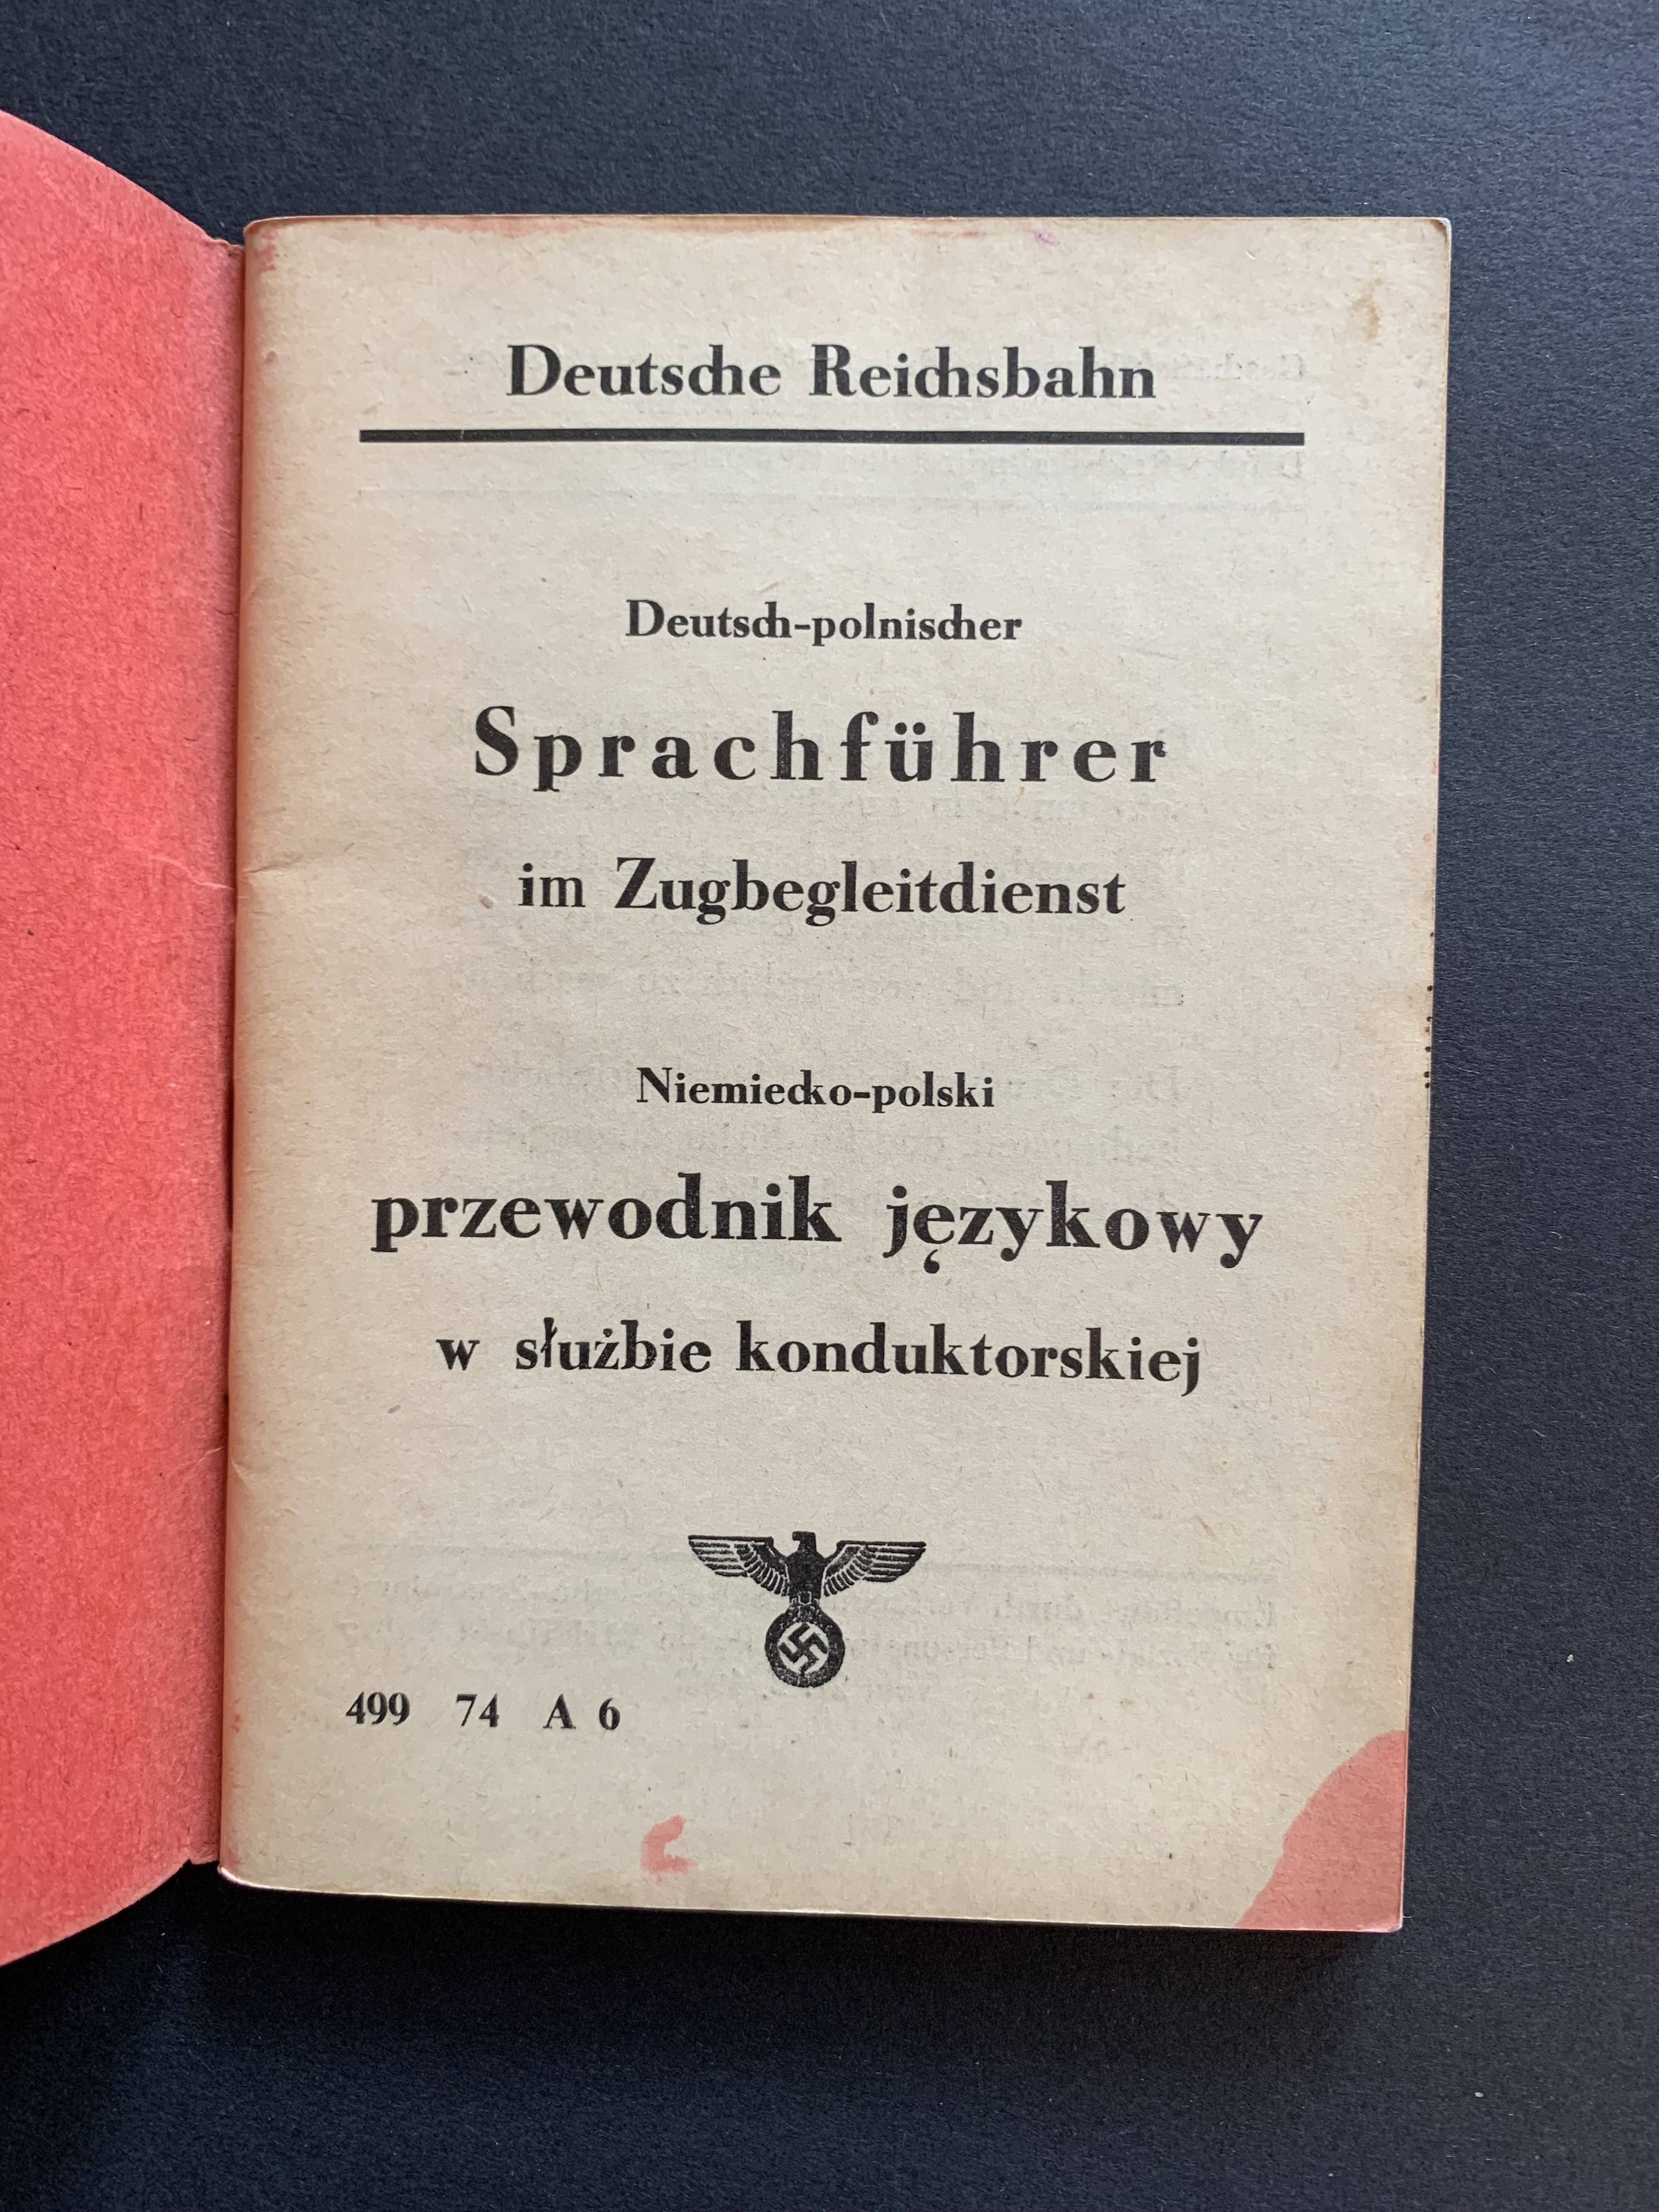 Deutsche Reichsbahn
Deutsch-polnischer
Sprachführer
im Zugbegleitdienst
Niemiecko-polski
przewodnik językowy
w służbie konduktorskiej
499 74 A 6